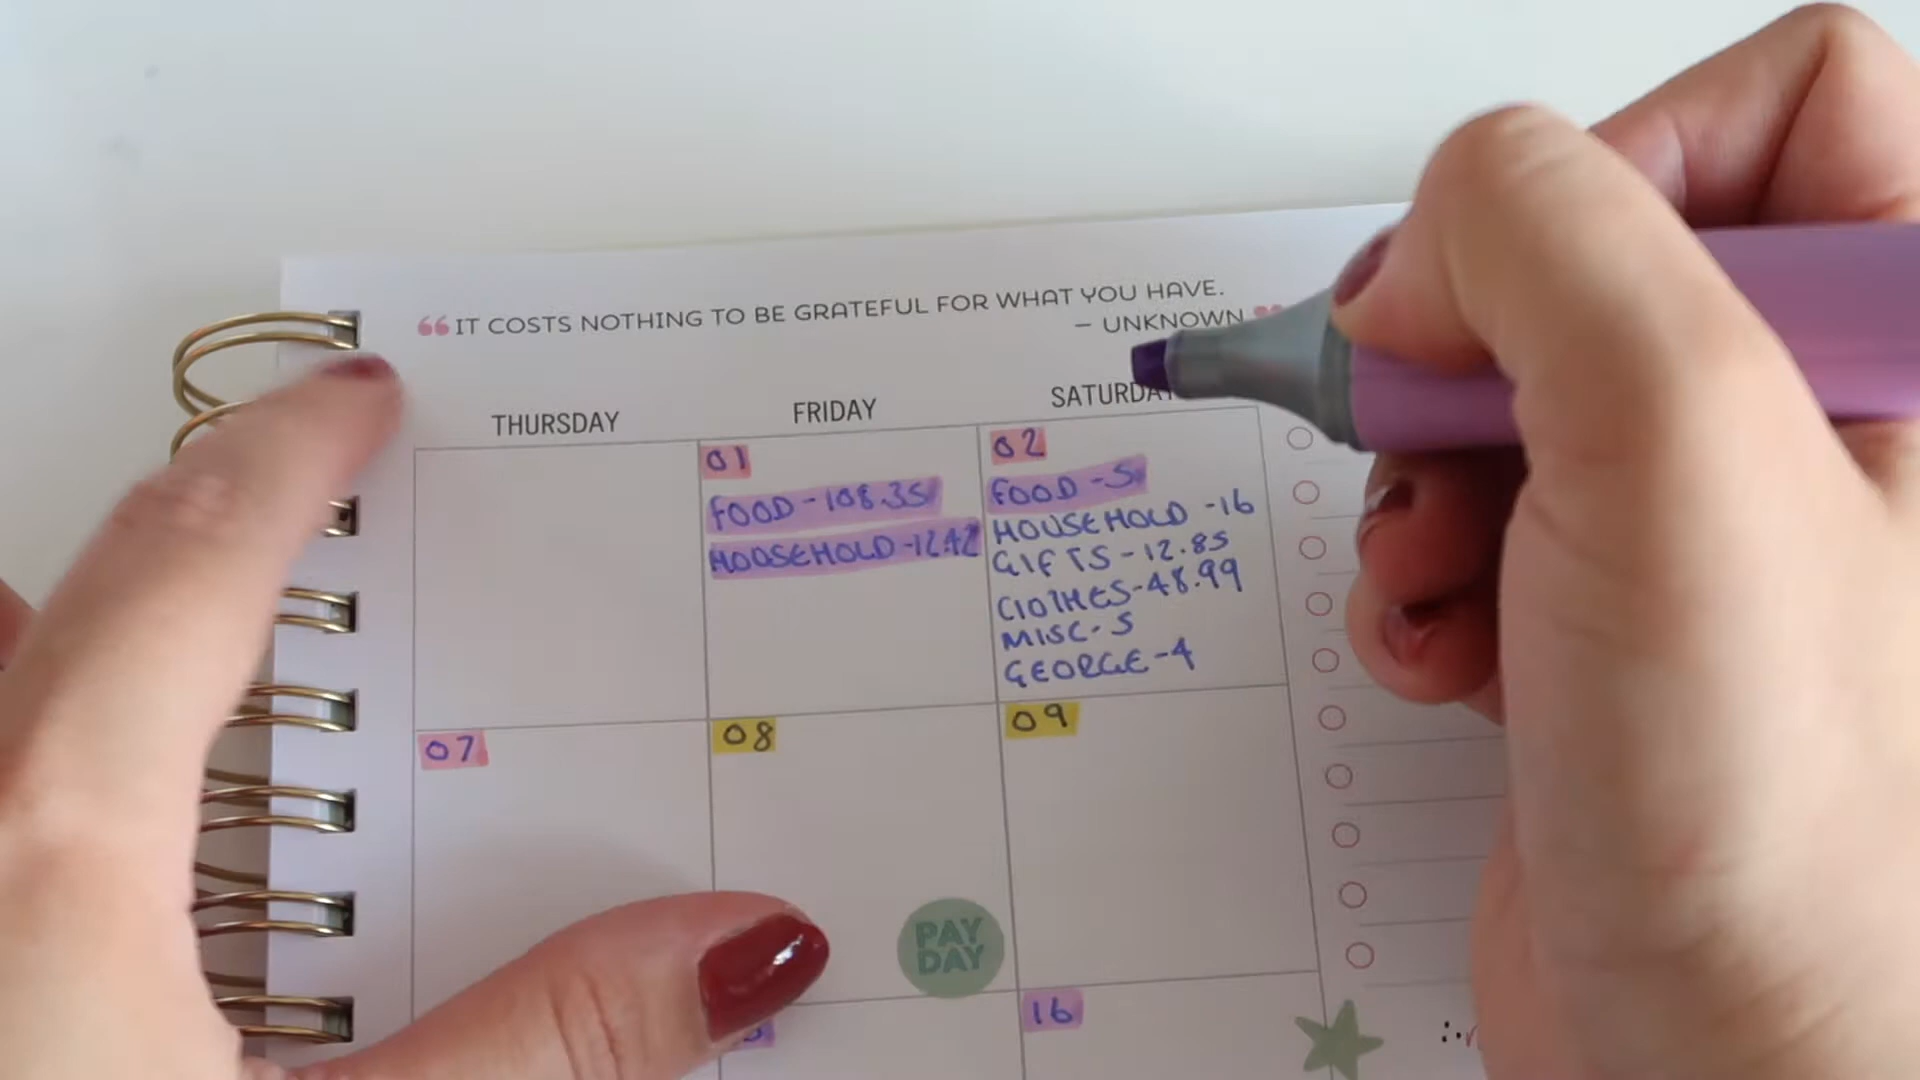 IT COSTS NOTHING TO BE GRATEFUL FOR WHAT YOU HAVE.
– UNKNOWN
THURSDAY
FRIDAY
SATURDAY
01
FOOD - 108.35
HOUSEHOLD - 12.42
02
FOOD - 5
HOUSEHOLD - 16
GIFTS - 12.85
CLOTHES - 48.99
MISC - 5
GEORGE - 4
07
08
PAY
DAY
09
16